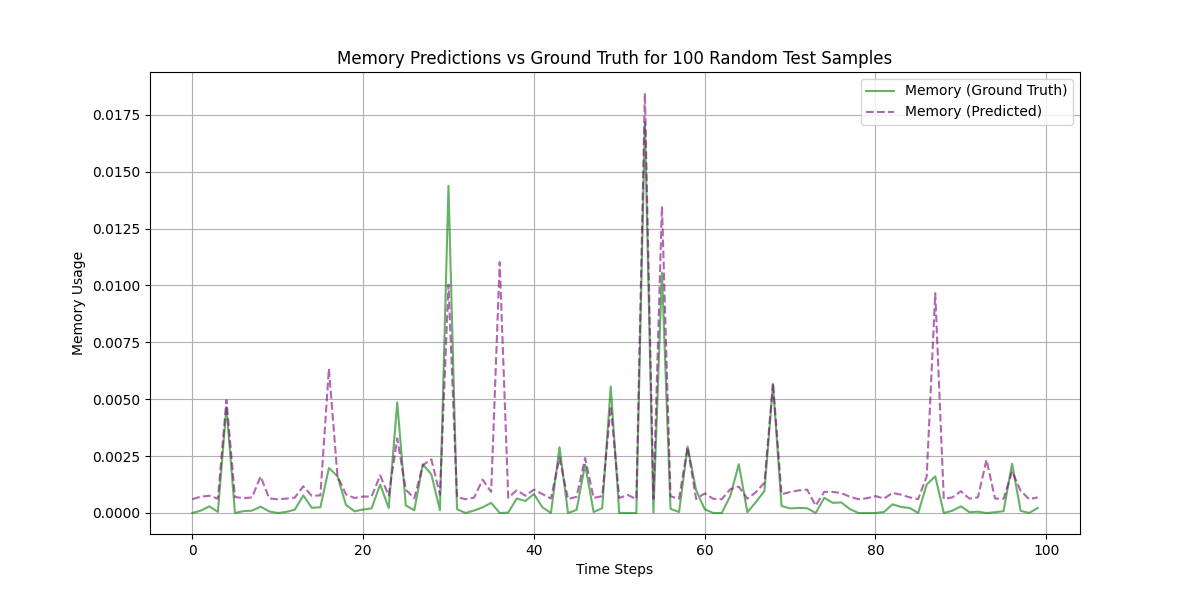 Memory Predictions vs Ground Truth for 100 Random Test Samples
Memory (Ground Truth)
Memory (Predicted)
Memory Usage
0.0175
0.0150
0.0125
0.0100
0.0075
0.0050
0.0025
0.0000
0 20 40 60 80 100
Time Steps